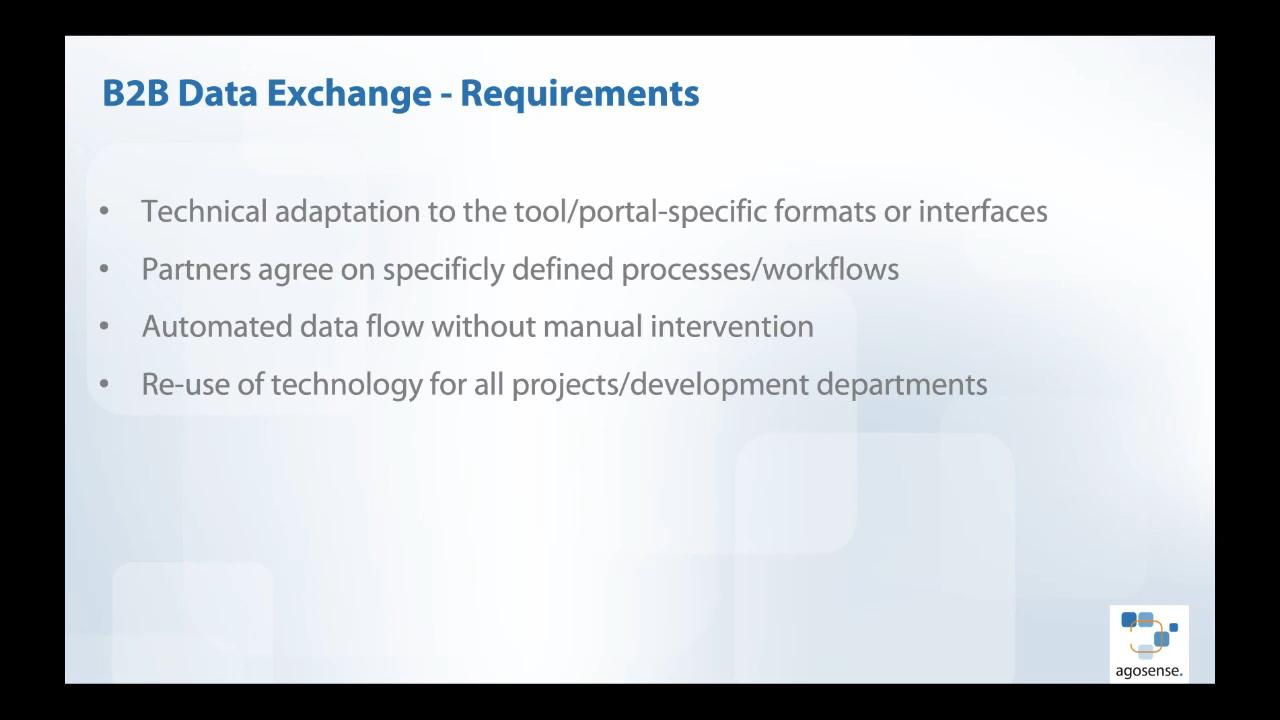 B2B Data Exchange - Requirements
• Technical adaptation to the tool/portal-specific formats or interfaces
• Partners agree on specificly defined processes/workflows
• Automated data flow without manual intervention
• Re-use of technology for all projects/development departments
agosense.